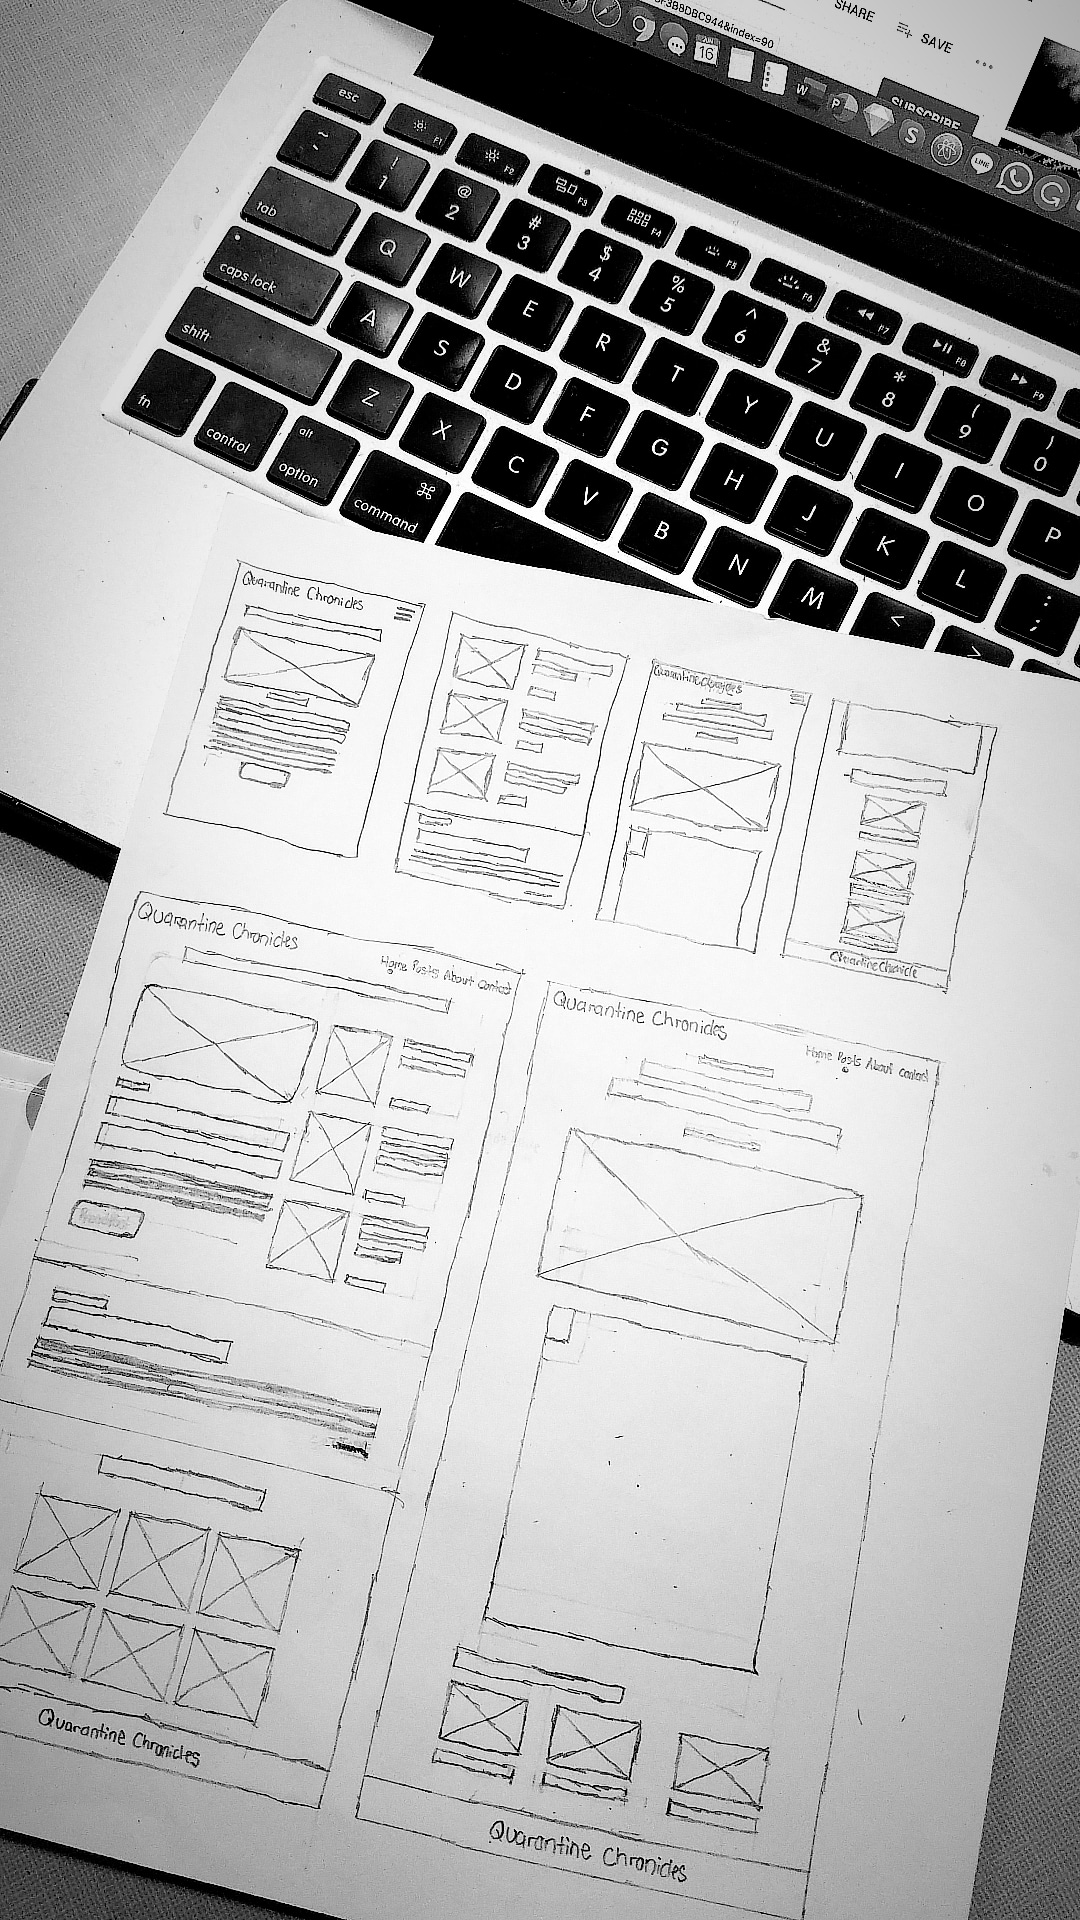 SF3B8DBC944&index=90
SHARE
SAVE
SUBSCRIBE
JUN
16
W
P
S
LINE
G
esc
F1
F2
F3
F4
F5
F6
F7
F8
F9
~
`
!
1
@
2
#
3
$
4
%
5
^
6
&
7
*
8
(
9
)
0
tab
Q
W
E
R
T
Y
U
I
O
P
caps lock
A
S
D
F
G
H
J
K
L
:
;
shift
Z
X
C
V
B
N
M
<
>
fn
control
alt
option
⌘
command
Quarantine Chronicles
Quarantine Chronicles
Quarantine Chronicle
Quarantine Chronicles
Home Posts About Contact
Quarantine Chronicles
Home Posts About Contact
Quarantine Chronicles
Quarantine Chronicles